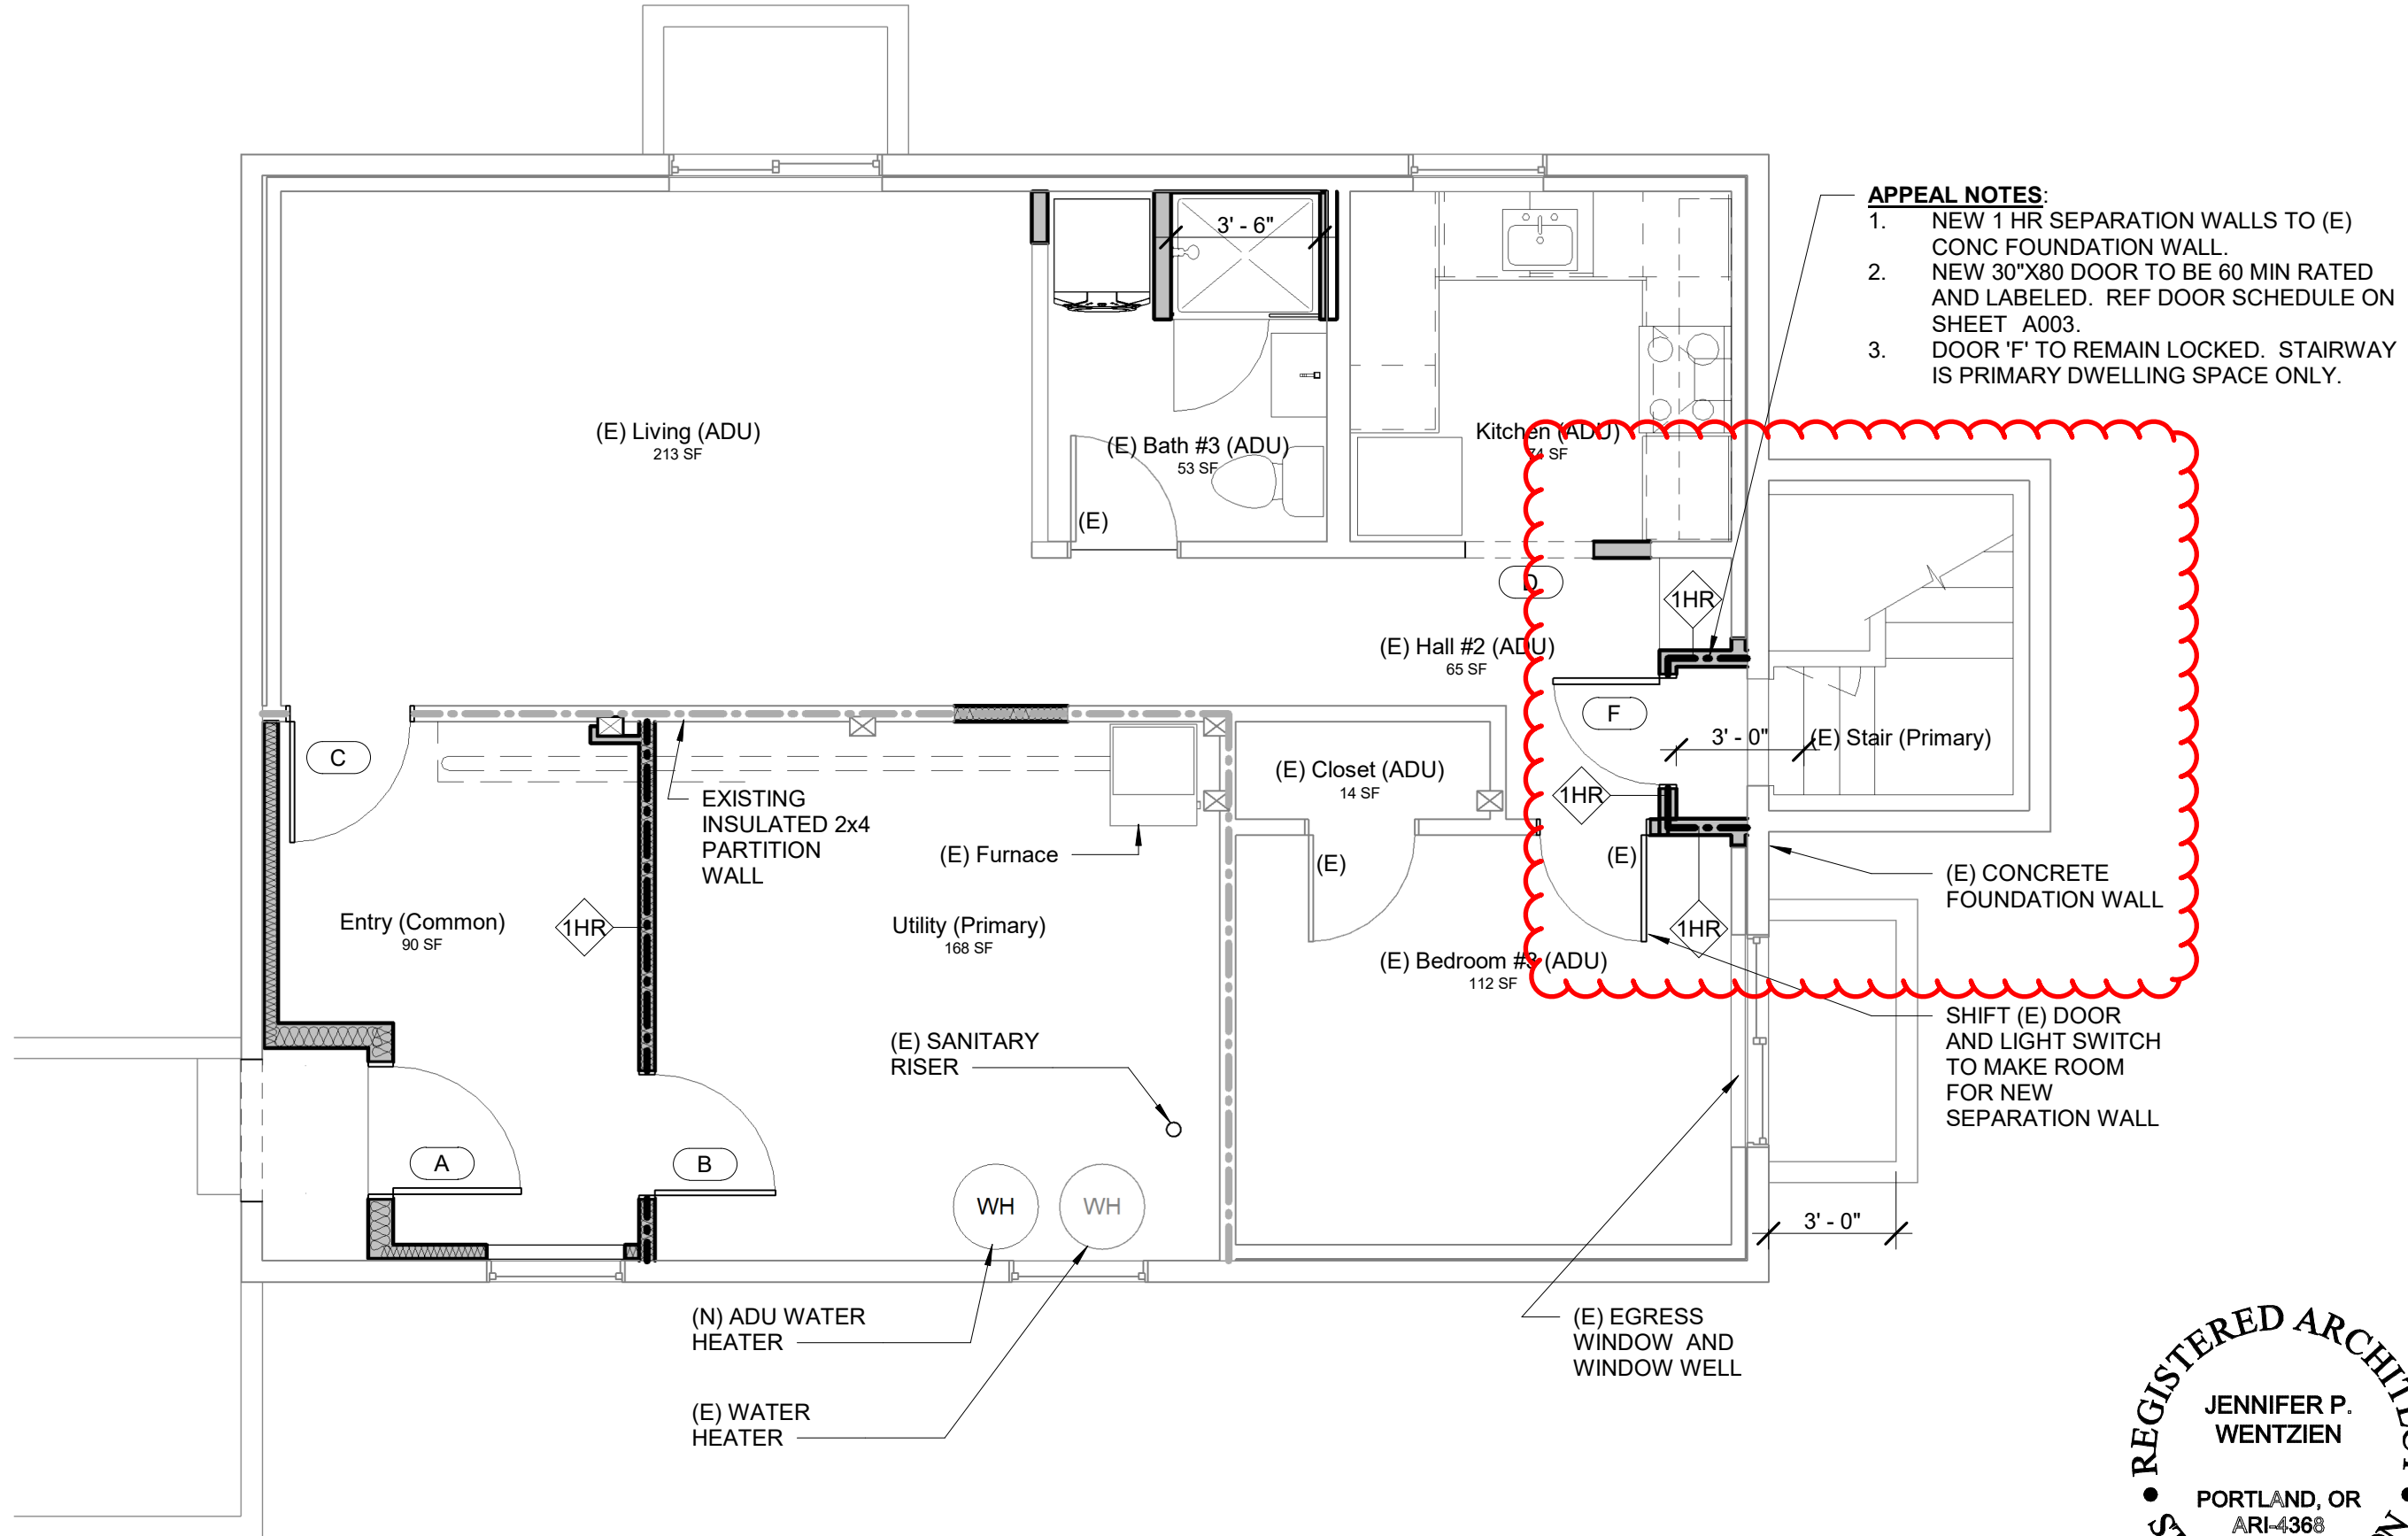 APPEAL NOTES:
1. NEW 1 HR SEPARATION WALLS TO (E)
CONC FOUNDATION WALL.
2. NEW 30"X80 DOOR TO BE 60 MIN RATED
AND LABELED. REF DOOR SCHEDULE ON
SHEET A003.
3. DOOR 'F' TO REMAIN LOCKED. STAIRWAY
IS PRIMARY DWELLING SPACE ONLY.
3' - 6"
(E) Living (ADU)
213 SF
(E) Bath #3 (ADU)
53 SF
(E)
Kitchen (ADU)
74 SF
D
1HR
(E) Hall #2 (ADU)
65 SF
F
3' - 0"
(E) Stair (Primary)
C
EXISTING
INSULATED 2x4
PARTITION
WALL
(E) Furnace
(E) Closet (ADU)
14 SF
1HR
(E)
(E)
(E) CONCRETE
FOUNDATION WALL
Entry (Common)
90 SF
1HR
Utility (Primary)
168 SF
1HR
(E) Bedroom #3 (ADU)
112 SF
(E) SANITARY
RISER
SHIFT (E) DOOR
AND LIGHT SWITCH
TO MAKE ROOM
FOR NEW
SEPARATION WALL
A
B
WH
WH
3' - 0"
(N) ADU WATER
HEATER
(E) EGRESS
WINDOW AND
WINDOW WELL
(E) WATER
HEATER
REGISTERED ARCHITECT
JENNIFER P.
WENTZIEN
PORTLAND, OR
ARI-4368